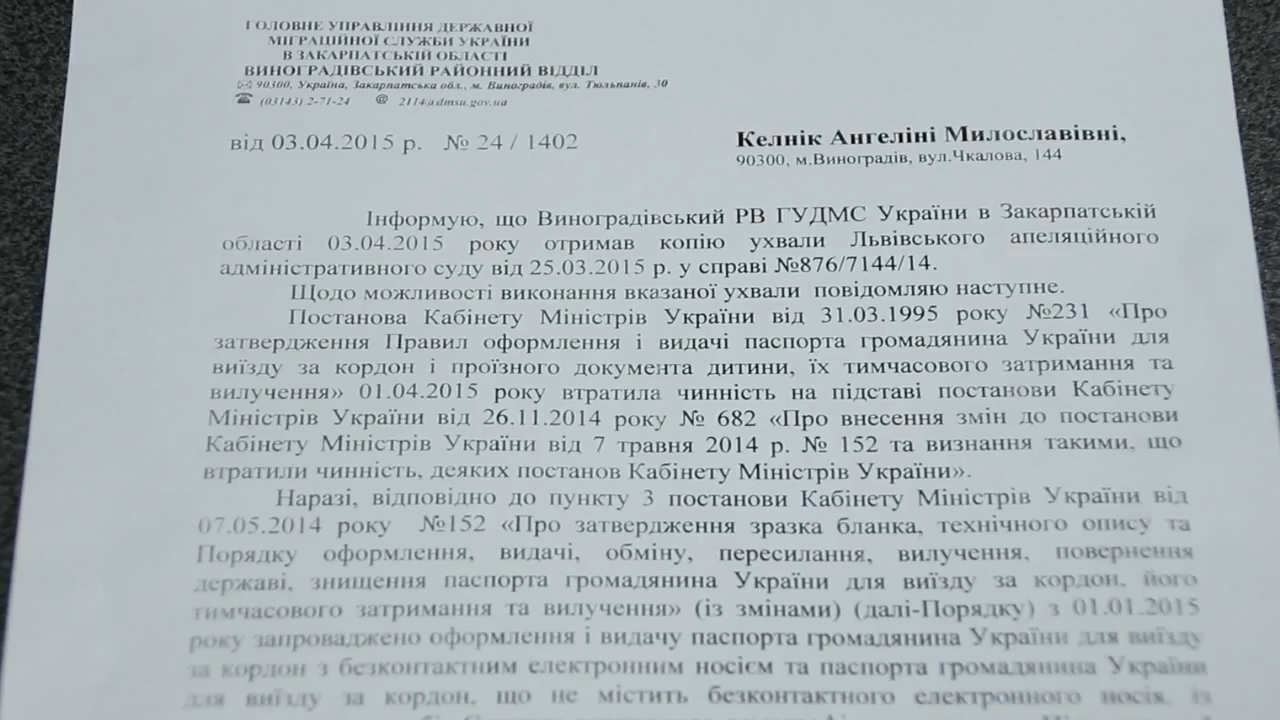 ГОЛОВНЕ УПРАВЛІННЯ ДЕРЖАВНОЇ
МІГРАЦІЙНОЇ СЛУЖБИ УКРАЇНИ
В ЗАКАРПАТСЬКІЙ ОБЛАСТІ
ВИНОГРАДІВСЬКИЙ РАЙОННИЙ ВІДДІЛ
90300, Україна, Закарпатська обл., м. Виноградів, вул. Тюльпанів, 30
(03143) 2-71-24 @ 2114@dmsu.gov.ua
від 03.04.2015 р. № 24 / 1402
Келнік Ангеліні Милославівні,
90300, м.Виноградів, вул.Чкалова, 144
Інформую, що Виноградівський РВ ГУДМС України в Закарпатській
області 03.04.2015 року отримав копію ухвали Львівського апеляційного
адміністративного суду від 25.03.2015 р. у справі №876/7144/14.
Щодо можливості виконання вказаної ухвали повідомляю наступне.
Постанова Кабінету Міністрів України від 31.03.1995 року №231 «Про
затвердження Правил оформлення і видачі паспорта громадянина України для
виїзду за кордон і проїзного документа дитини, їх тимчасового затримання та
вилучення» 01.04.2015 року втратила чинність на підставі постанови Кабінету
Міністрів України від 26.11.2014 року № 682 «Про внесення змін до постанови
Кабінету Міністрів України від 7 травня 2014 р. № 152 та визнання такими, що
втратили чинність, деяких постанов Кабінету Міністрів України».
Наразі, відповідно до пункту 3 постанови Кабінету Міністрів України від
07.05.2014 року №152 «Про затвердження зразка бланка, технічного опису та
Порядку оформлення, видачі, обміну, пересилання, вилучення, повернення
державі, знищення паспорта громадянина України для виїзду за кордон, його
тимчасового затримання та вилучення» (із змінами) (далі-Порядку) з 01.01.2015
року запроваджено оформлення і видачу паспорта громадянина України для виїзду
за кордон з безконтактним електронним носієм та паспорта громадянина України
для виїзду за кордон, що не містить безконтактного електронного носія, із